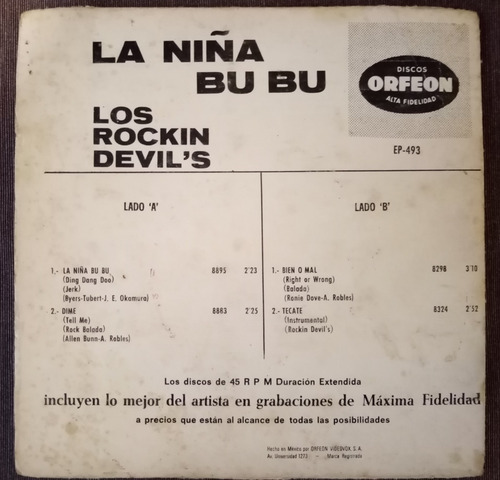 LA NIÑA
BU BU
LOS
ROCKIN
DEVIL'S
DISCOS
ORFEON
ALTA FIDELIDAD
EP-493
LADO 'A'
1.- LA NIÑA BU BU 8895 2'23
(Ding Dang Doo)
(Jerk)
(Byers-Tubert-J. E. Okamura)
2.- DIME 8883 2'25
(Tell Me)
(Rock Balada)
(Allen Bunn-A. Robles)
LADO 'B'
1.- BIEN O MAL 8298 3'10
(Right or Wrong)
(Balada)
(Ronie Dove-A. Robles)
2.- TECATE 8324 2'52
(Instrumental)
(Rockin Devil's)
Los discos de 45 R P M Duración Extendida
incluyen lo mejor del artista en grabaciones de Máxima Fidelidad
a precios que están al alcance de todas las posibilidades
Hecho en México por ORFEON VIDEOVOX S. A.
Av. Universidad 1273 - Marca Registrada